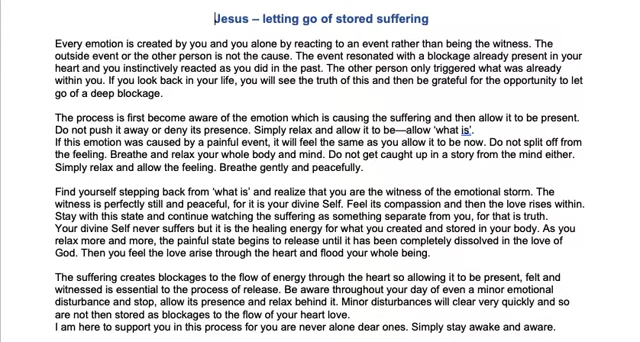 Jesus – letting go of stored suffering
Every emotion is created by you and you alone by reacting to an event rather than being the witness. The
outside event or the other person is not the cause. The event resonated with a blockage already present in your
heart and you instinctively reacted as you did in the past. The other person only triggered what was already
within you. If you look back in your life, you will see the truth of this and then be grateful for the opportunity to let
go of a deep blockage.
The process is first become aware of the emotion which is causing the suffering and then allow it to be present.
Do not push it away or deny its presence. Simply relax and allow it to be—allow ‘what is’.
If this emotion was caused by a painful event, it will feel the same as you allow it to be now. Do not split off from
the feeling. Breathe and relax your whole body and mind. Do not get caught up in a story from the mind either.
Simply relax and allow the feeling. Breathe gently and peacefully.
Find yourself stepping back from ‘what is’ and realize that you are the witness of the emotional storm. The
witness is perfectly still and peaceful, for it is your divine Self. Feel its compassion and then the love rises within.
Stay with this state and continue watching the suffering as something separate from you, for that is truth.
Your divine Self never suffers but it is the healing energy for what you created and stored in your body. As you
relax more and more, the painful state begins to release until it has been completely dissolved in the love of
God. Then you feel the love arise through the heart and flood your whole being.
The suffering creates blockages to the flow of energy through the heart so allowing it to be present, felt and
witnessed is essential to the process of release. Be aware throughout your day of even a minor emotional
disturbance and stop, allow its presence and relax behind it. Minor disturbances will clear very quickly and so
are not then stored as blockages to the flow of your heart love.
I am here to support you in this process for you are never alone dear ones. Simply stay awake and aware.